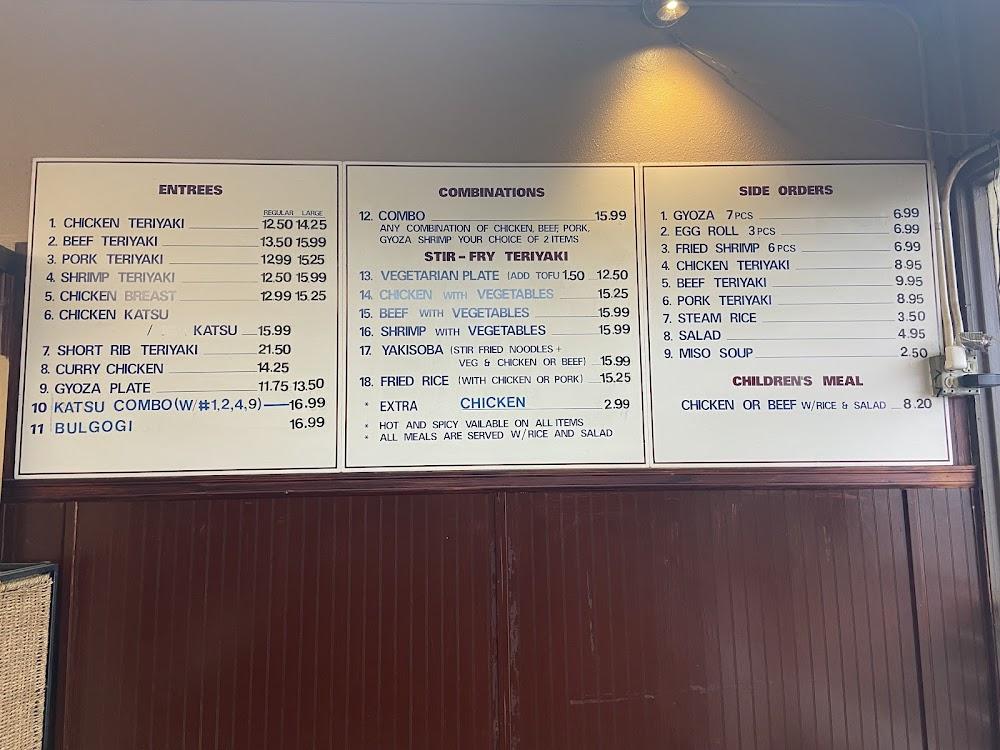 ENTREES
REGULAR LARGE
1. CHICKEN TERIYAKI 12.50 14.25
2. BEEF TERIYAKI 13.50 15.99
3. PORK TERIYAKI 12.99 15.25
4. SHRIMP TERIYAKI 12.50 15.99
5. CHICKEN BREAST 12.99 15.25
6. CHICKEN KATSU
/ KATSU 15.99
7. SHORT RIB TERIYAKI 21.50
8. CURRY CHICKEN 14.25
9. GYOZA PLATE 11.75 13.50
10 KATSU COMBO (W/#1,2,4,9) 16.99
11 BULGOGI 16.99
COMBINATIONS
12. COMBO 15.99
ANY COMBINATION OF CHICKEN, BEEF, PORK,
GYOZA SHRIMP YOUR CHOICE OF 2 ITEMS
STIR-FRY TERIYAKI
13. VEGETARIAN PLATE (ADD TOFU 1.50 12.50
14. CHICKEN WITH VEGETABLES 15.25
15. BEEF WITH VEGETABLES 15.99
16. SHRIMP WITH VEGETABLES 15.99
17. YAKISOBA (STIR FRIED NOODLES +
VEG & CHICKEN OR BEEF) 15.99
18. FRIED RICE (WITH CHICKEN OR PORK) 15.25
* EXTRA CHICKEN 2.99
* HOT AND SPICY VAILABLE ON ALL ITEMS
* ALL MEALS ARE SERVED W/RICE AND SALAD
SIDE ORDERS
1. GYOZA 7 PCS 6.99
2. EGG ROLL 3 PCS 6.99
3. FRIED SHRIMP 6 PCS 6.99
4. CHICKEN TERIYAKI 8.95
5. BEEF TERIYAKI 9.95
6. PORK TERIYAKI 8.95
7. STEAM RICE 3.50
8. SALAD 4.95
9. MISO SOUP 2.50
CHILDREN'S MEAL
CHICKEN OR BEEF W/RICE & SALAD 8.20